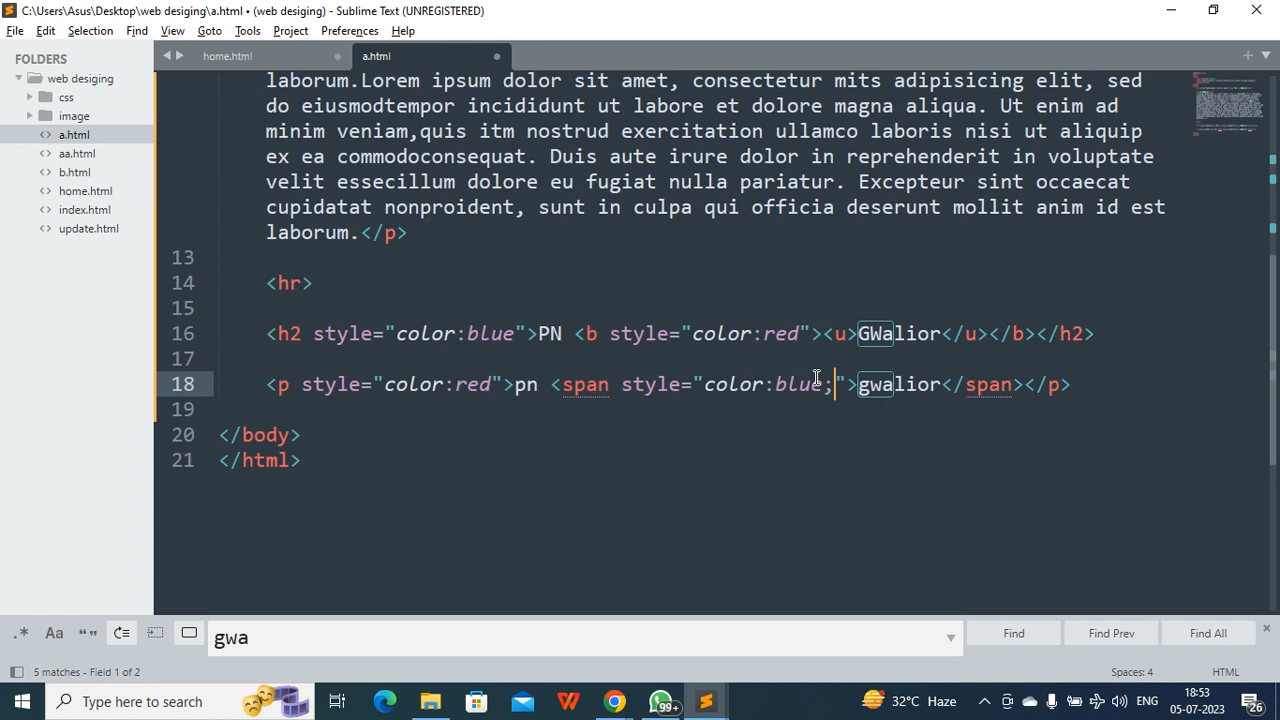 C:\Users\Asus\Desktop\web desiging\a.html • (web desiging) - Sublime Text (UNREGISTERED)
File Edit Selection Find View Goto Tools Project Preferences Help
FOLDERS
web desiging
css
image
a.html
aa.html
b.html
home.html
index.html
update.html
home.html
a.html
laborum.Lorem ipsum dolor sit amet, consectetur mits adipisicing elit, sed
do eiusmodtempor incididunt ut labore et dolore magna aliqua. Ut enim ad
minim veniam,quis itm nostrud exercitation ullamco laboris nisi ut aliquip
ex ea commodoconsequat. Duis aute irure dolor in reprehenderit in voluptate
velit essecillum dolore eu fugiat nulla pariatur. Excepteur sint occaecat
cupidatat nonproident, sunt in culpa qui officia deserunt mollit anim id est
laborum.</p>
13
14 <hr>
15
16 <h2 style="color:blue">PN <b style="color:red"><u>GWalior</u></b></h2>
17
18 <p style="color:red">pn <span style="color:blue;">gwalior</span></p>
19
20 </body>
21 </html>
.* Aa “” gwa Find Find Prev Find All
5 matches - Field 1 of 2 Spaces: 4 HTML
Type here to search 99+ 32°C Haze ENG 18:53
05-07-2023 26